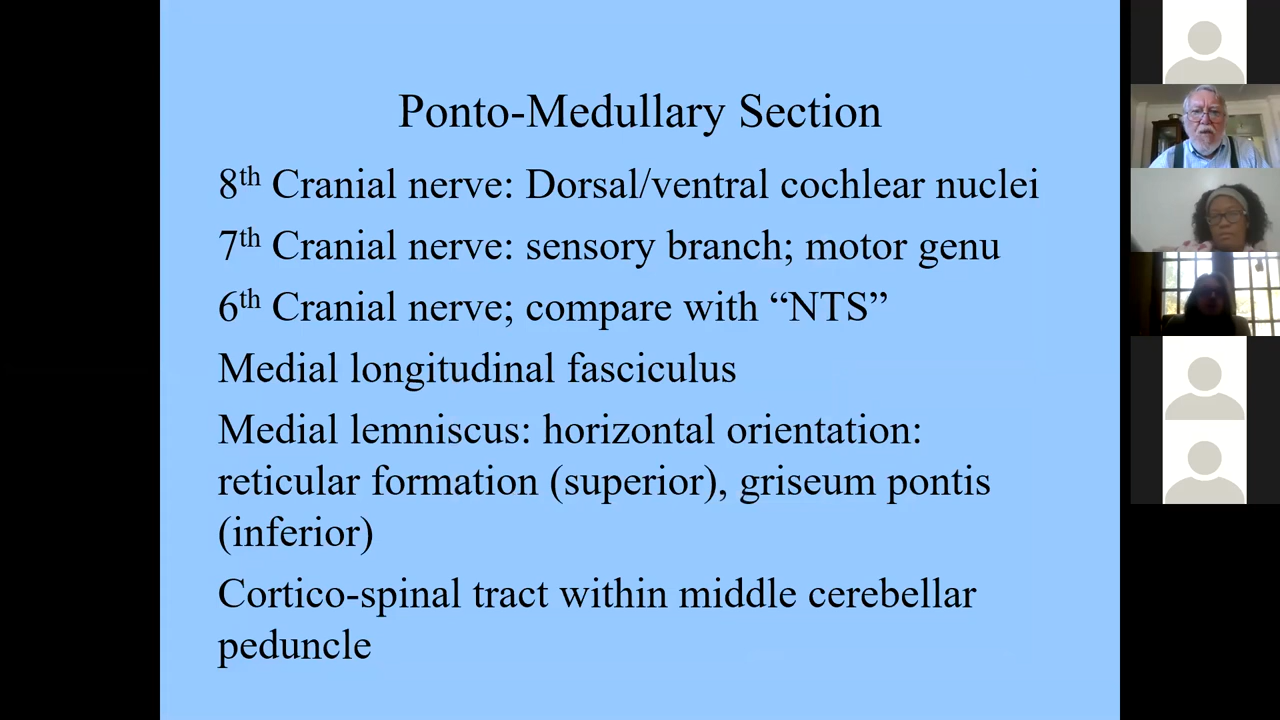 Ponto-Medullary Section
8th Cranial nerve: Dorsal/ventral cochlear nuclei
7th Cranial nerve: sensory branch; motor genu
6th Cranial nerve; compare with “NTS”
Medial longitudinal fasciculus
Medial lemniscus: horizontal orientation:
reticular formation (superior), griseum pontis
(inferior)
Cortico-spinal tract within middle cerebellar
peduncle